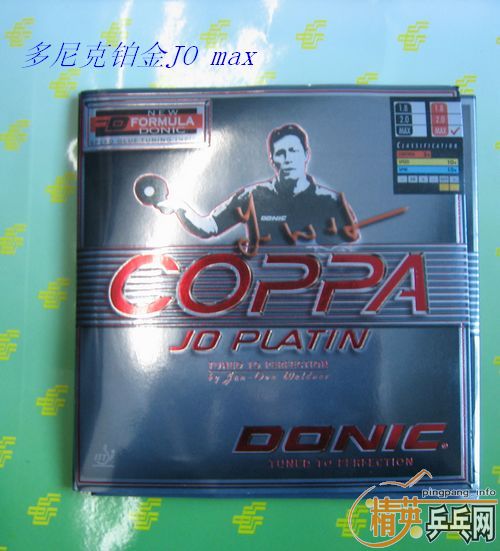 多尼克铂金JO max
NEW
FORMULA
DONIC
1.8 1.8
2.0 2.0
MAX MAX
CLASSIFICATION
DONIC
COPPA
JO PLATIN
TUNED TO PERFECTION
by Jan-Ove Waldner
DONIC
TUNED TO PERFECTION
pingpang.info
精英乒乓网